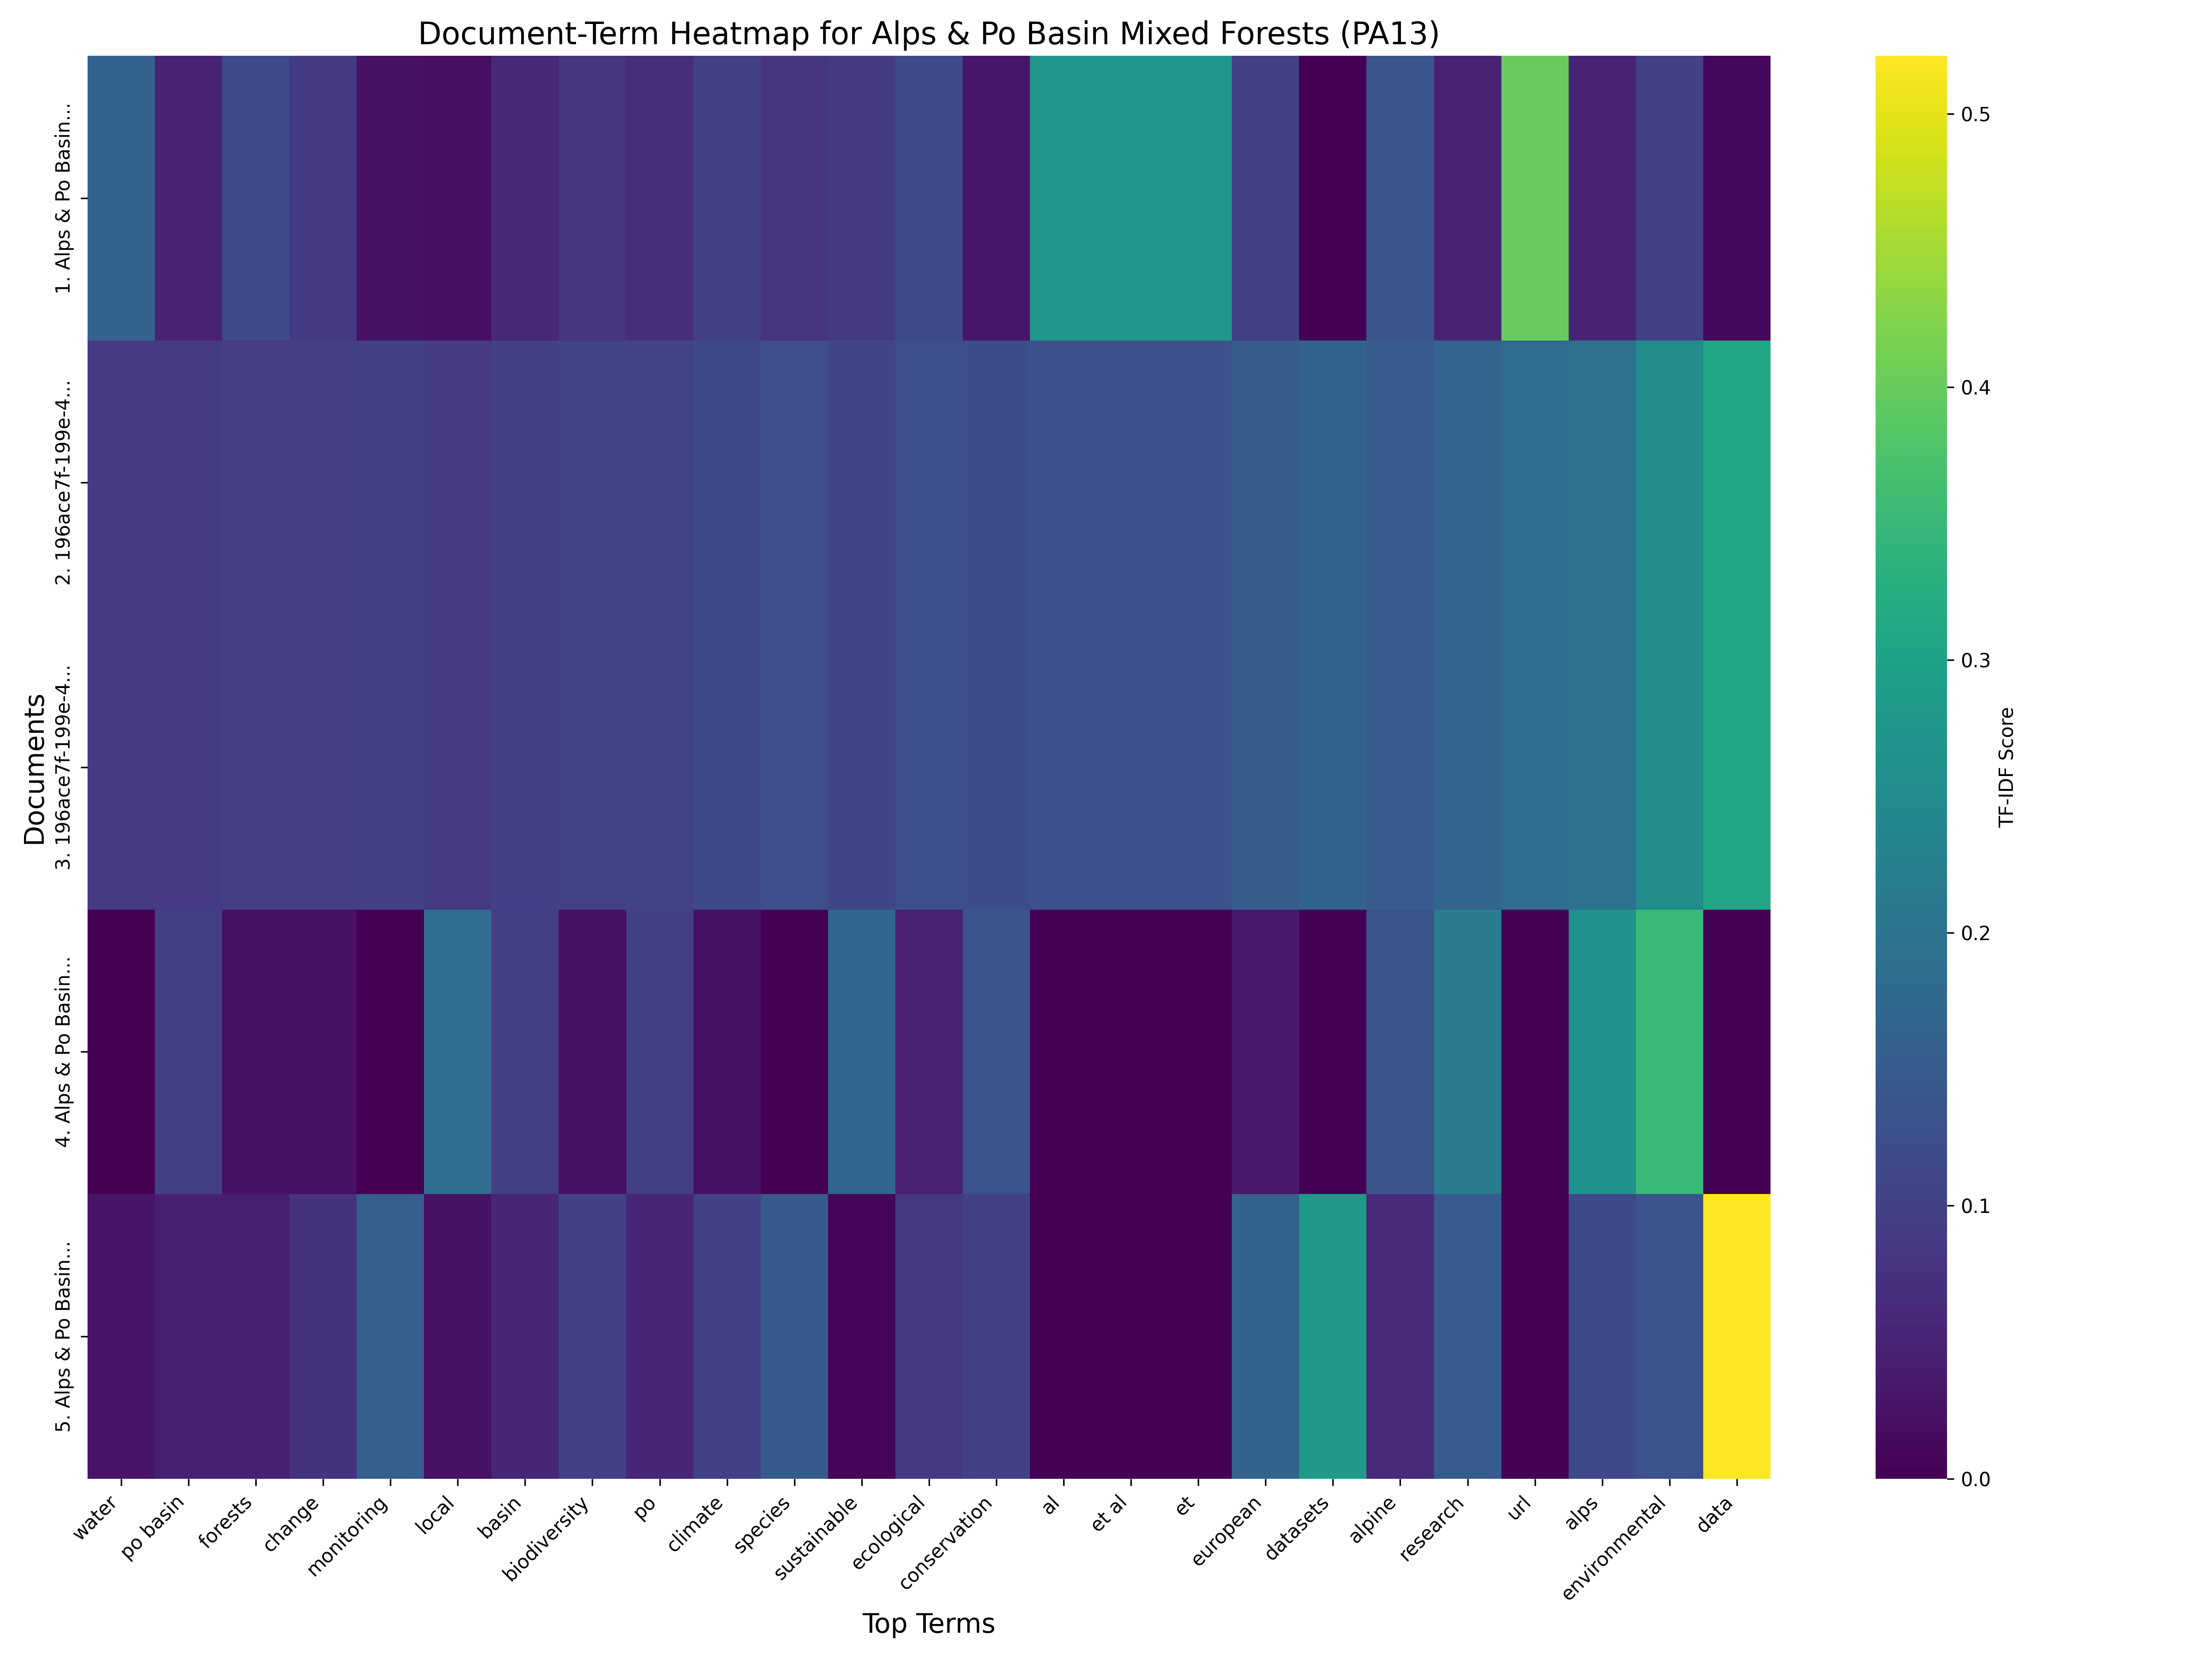 Document-Term Heatmap for Alps & Po Basin Mixed Forests (PA13)
Documents
1. Alps & Po Basin...
2. 196ace7f-199e-4...
3. 196ace7f-199e-4...
4. Alps & Po Basin...
5. Alps & Po Basin...
water
po basin
forests
change
monitoring
local
basin
biodiversity
po
climate
species
sustainable
ecological
conservation
al
et al
et
european
datasets
alpine
research
url
alps
environmental
data
Top Terms
0.5
0.4
0.3
0.2
0.1
0.0
TF-IDF Score